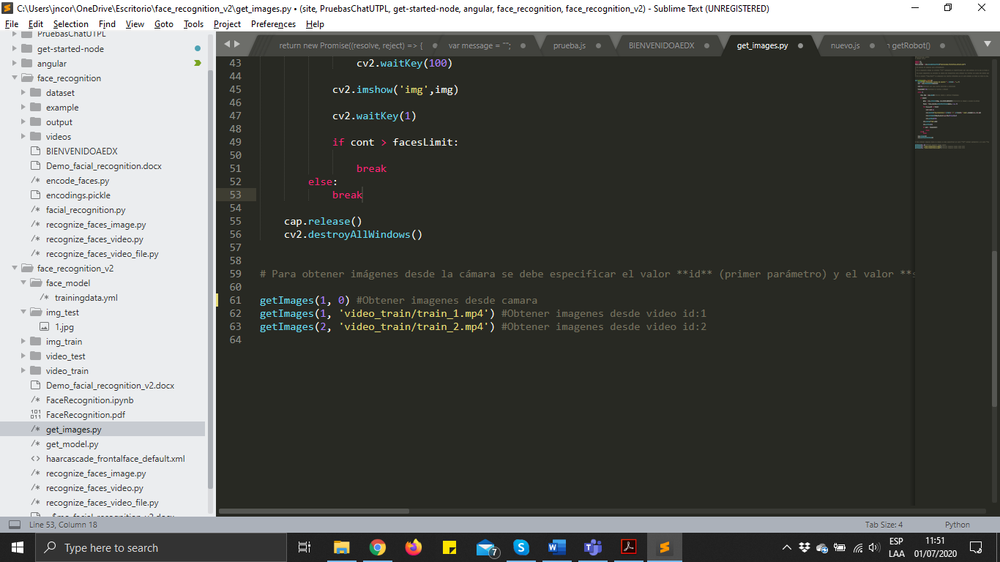 C:\Users\jncor\OneDrive\Escritorio\face_recognition_v2\get_images.py • (site, PruebasChatUTPL, get-started-node, angular, face_recognition, face_recognition_v2) - Sublime Text (UNREGISTERED)
File Edit Selection Find View Goto Tools Project Preferences Help
PruebasChatUTPL
get-started-node
angular
face_recognition
dataset
example
output
videos
BIENVENIDOAEDX
Demo_facial_recognition.docx
encode_faces.py
encodings.pickle
facial_recognition.py
recognize_faces_image.py
recognize_faces_video.py
recognize_faces_video_file.py
face_recognition_v2
face_model
trainingdata.yml
img_test
1.jpg
img_train
video_test
video_train
Demo_facial_recognition_v2.docx
FaceRecognition.ipynb
FaceRecognition.pdf
get_images.py
get_model.py
haarcascade_frontalface_default.xml
recognize_faces_image.py
recognize_faces_video.py
recognize_faces_video_file.py
return new Promise((resolve, reject) => { var message = ""; prueba.js BIENVENIDOAEDX get_images.py nuevo.js getRobot()
43 cv2.waitKey(100)
44
45 cv2.imshow('img',img)
46
47 cv2.waitKey(1)
48
49 if cont > facesLimit:
50
51 break
52 else:
53 break
54
55 cap.release()
56 cv2.destroyAllWindows()
57
58
59 # Para obtener imágenes desde la cámara se debe especificar el valor **id** (primer parámetro) y el valor **s
60
61 getImages(1, 0) #Obtener imagenes desde camara
62 getImages(1, 'video_train/train_1.mp4') #Obtener imagenes desde video id:1
63 getImages(2, 'video_train/train_2.mp4') #Obtener imagenes desde video id:2
64
Line 53, Column 18 Tab Size: 4 Python
Type here to search
7
ESP
LAA
11:51
01/07/2020